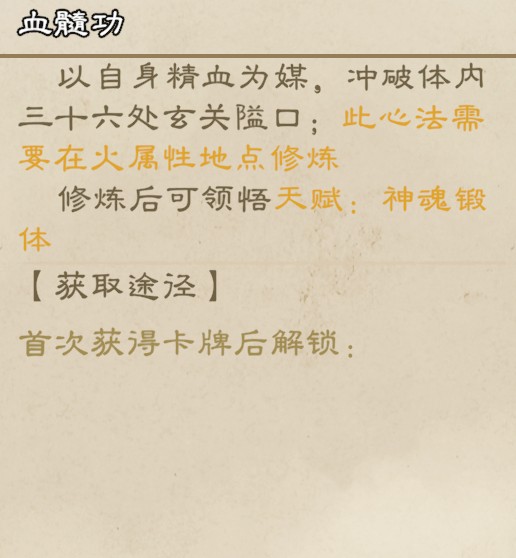 血髓功
以自身精血为媒，冲破体内
三十六处玄关隘口；此心法需
要在火属性地点修炼
修炼后可领悟天赋：神魂锻
体
【获取途径】
首次获得卡牌后解锁：